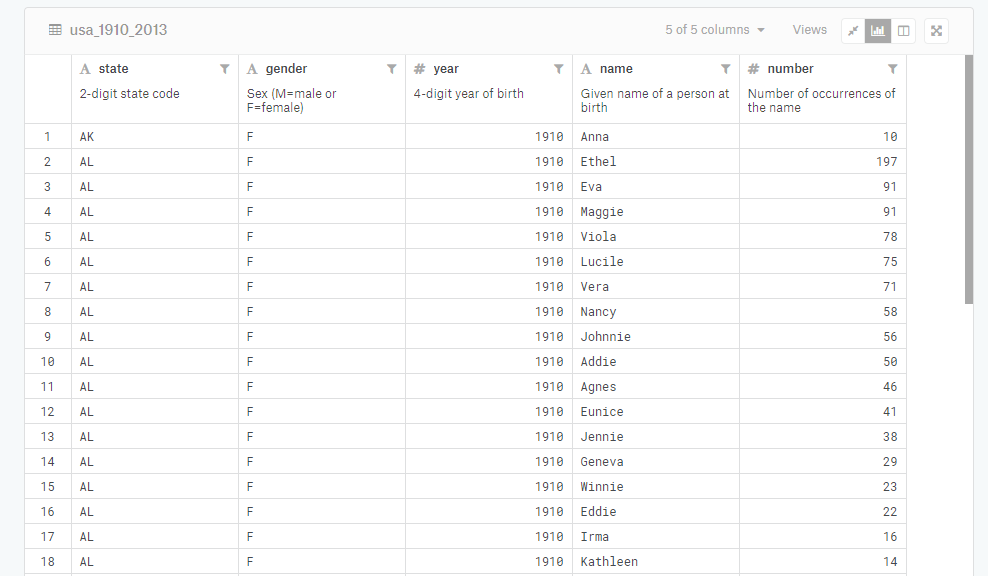 usa_1910_2013 5 of 5 columns Views
A state A gender # year A name # number
2-digit state code Sex (M=male or F=female) 4-digit year of birth Given name of a person at birth Number of occurrences of the name
1 AK F 1910 Anna 10
2 AL F 1910 Ethel 197
3 AL F 1910 Eva 91
4 AL F 1910 Maggie 91
5 AL F 1910 Viola 78
6 AL F 1910 Lucile 75
7 AL F 1910 Vera 71
8 AL F 1910 Nancy 58
9 AL F 1910 Johnnie 56
10 AL F 1910 Addie 50
11 AL F 1910 Agnes 46
12 AL F 1910 Eunice 41
13 AL F 1910 Jennie 38
14 AL F 1910 Geneva 29
15 AL F 1910 Winnie 23
16 AL F 1910 Eddie 22
17 AL F 1910 Irma 16
18 AL F 1910 Kathleen 14